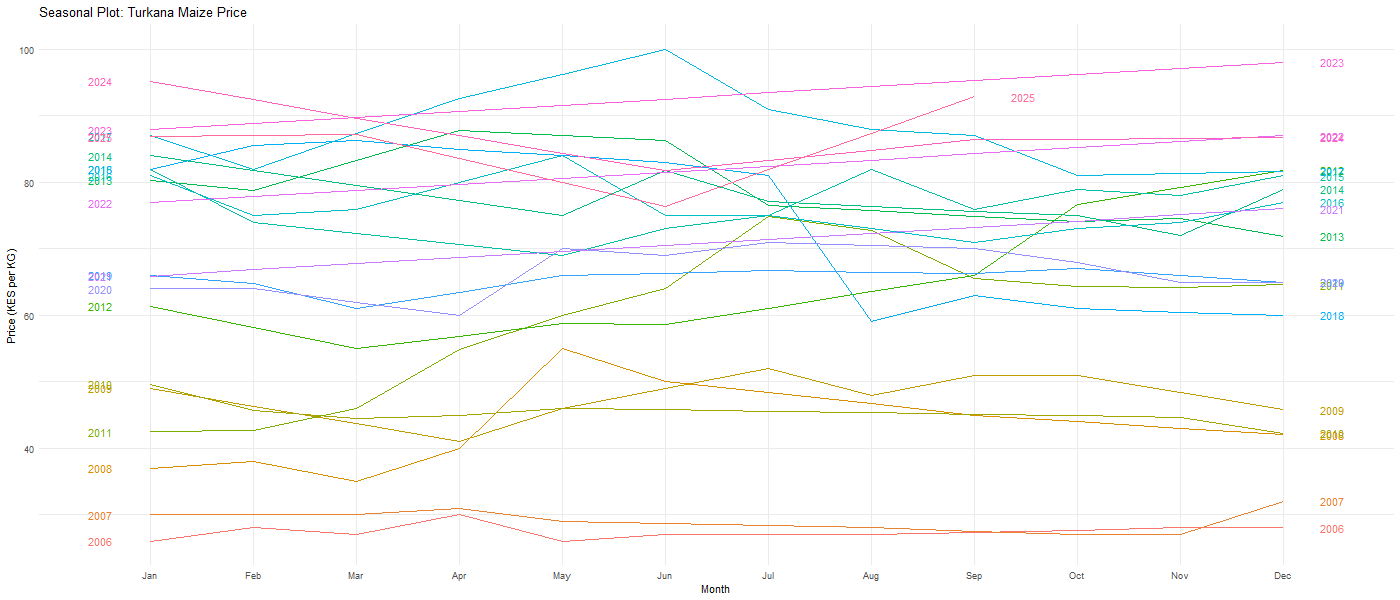 Seasonal Plot: Turkana Maize Price
100
80
60
40
Price (KES per KG)
2024
2023
2014
2013
2022
2020
2012
2009
2011
2008
2007
2006
2025
2023
2014
2016
2021
2013
2018
2009
2007
2006
Jan
Feb
Mar
Apr
May
Jun
Jul
Aug
Sep
Oct
Nov
Dec
Month